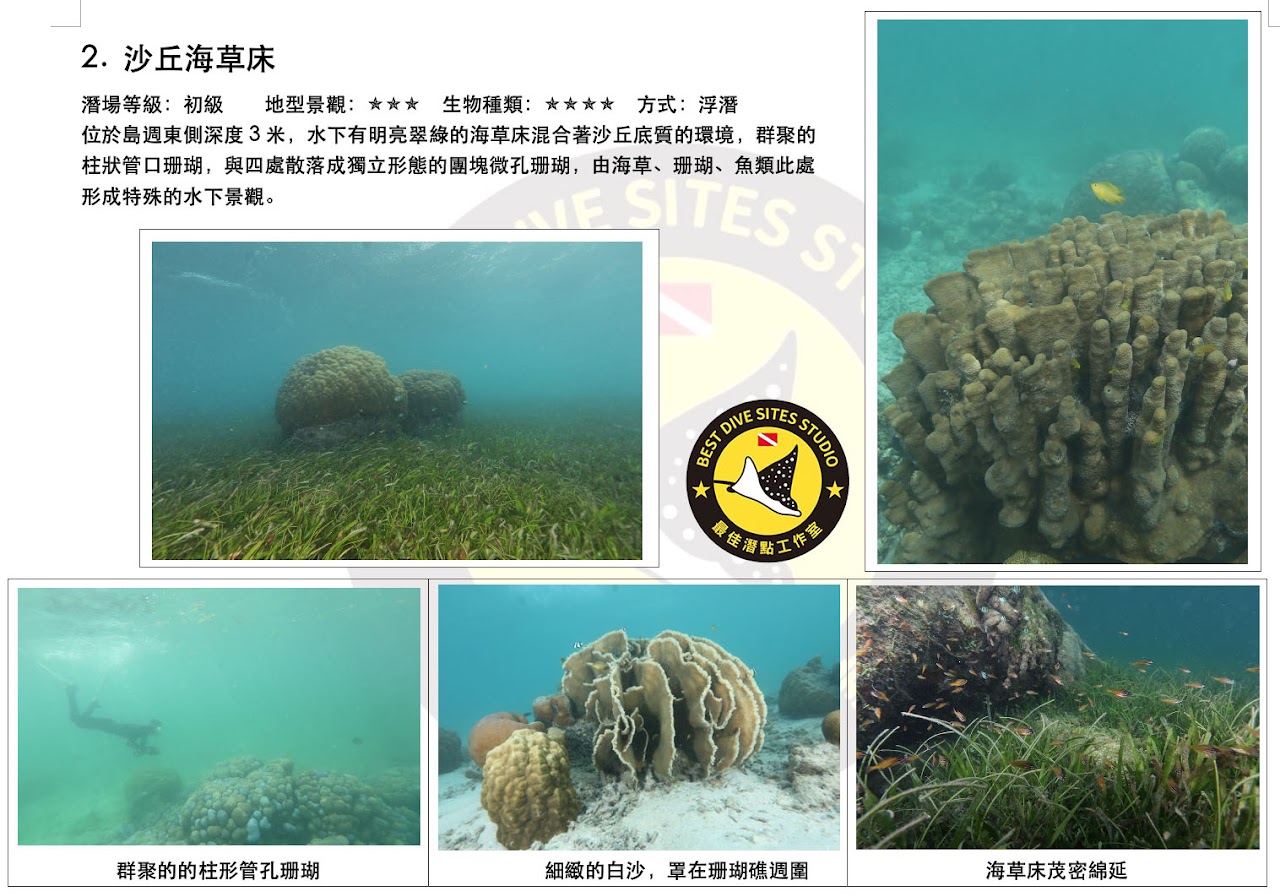 2. 沙丘海草床
潛場等級：初級　　地型景觀：★★★　生物種類：★★★★　方式：浮潛
位於島週東側深度 3 米，水下有明亮翠綠的海草床混合著沙丘底質的環境，群聚的
柱狀管口珊瑚，與四處散落成獨立形態的團塊微孔珊瑚，由海草、珊瑚、魚類此處
形成特殊的水下景觀。
DIVE SITES ST
BEST DIVE SITES STUDIO
最佳潛點工作室
群聚的的柱形管孔珊瑚
細緻的白沙，罩在珊瑚礁週圍
海草床茂密綿延